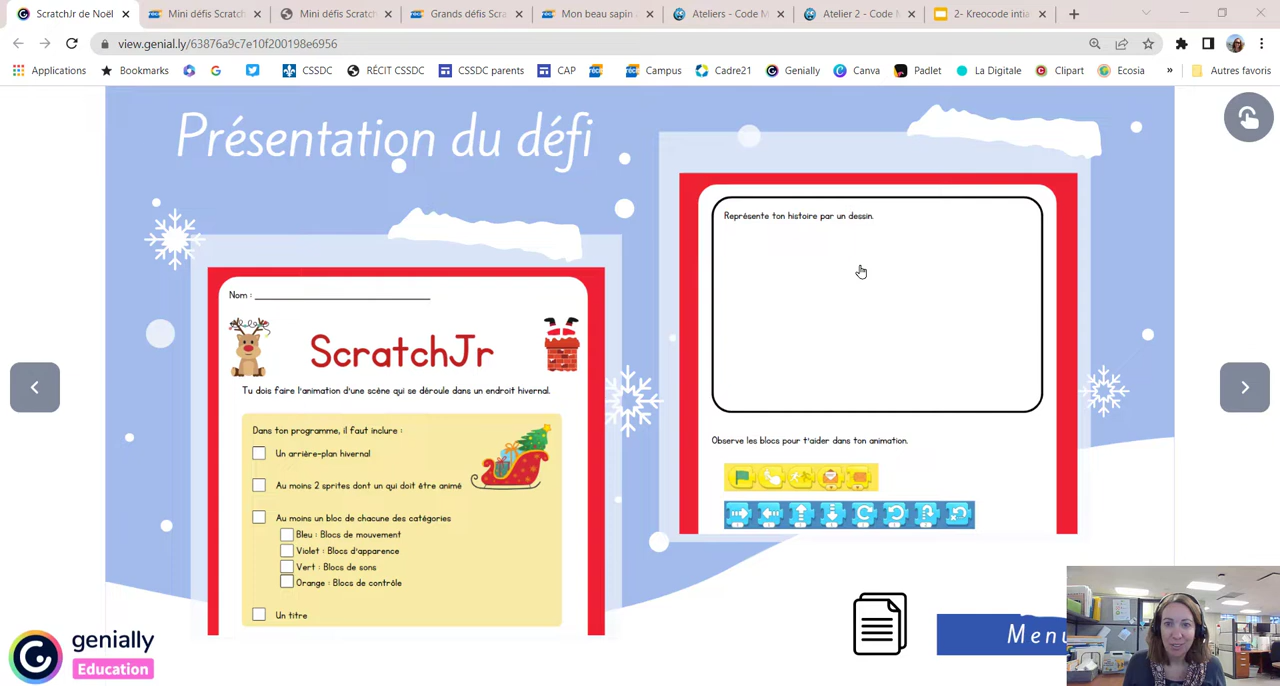 ScratchJr de Noël
Mini défis Scratch
Mini défis Scratch
Grands défis Scra
Mon beau sapin
Ateliers - Code M
Atelier 2 - Code M
2- Kreocode intia
view.genial.ly/63876a9c7e10f200198e6956
Applications
Bookmarks
CSSDC
RÉCIT CSSDC
CSSDC parents
CAP
Campus
Cadre21
Genially
Canva
Padlet
La Digitale
Clipart
Ecosia
»
Autres favoris
Présentation du défi
Nom :
ScratchJr
Tu dois faire l'animation d'une scène qui se déroule dans un endroit hivernal.
Dans ton programme, il faut inclure :
Un arrière-plan hivernal
Au moins 2 sprites dont un qui doit être animé
Au moins un bloc de chacune des catégories
Bleu : Blocs de mouvement
Violet : Blocs d'apparence
Vert : Blocs de sons
Orange : Blocs de contrôle
Un titre
Représente ton histoire par un dessin.
Observe les blocs pour t'aider dans ton animation.
Menu
genially
Education